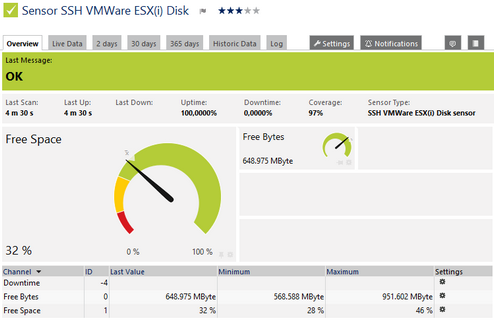 Sensor SSH VMWare ESX(i) Disk
Overview Live Data 2 days 30 days 365 days Historic Data Log Settings Notifications
Last Message:
OK
Last Scan: Last Up: Last Down: Uptime: Downtime: Coverage: Sensor Type:
4 m 30 s 4 m 30 s 100,0000% 0,0000% 97% SSH VMWare ESX(i) Disk sensor
Free Space
Free Bytes
648.975 MByte
32 %
0 % 100 %
Channel ID Last Value Minimum Maximum Settings
Downtime -4
Free Bytes 0 648.975 MByte 568.588 MByte 951.602 MByte
Free Space 1 32 % 28 % 46 %